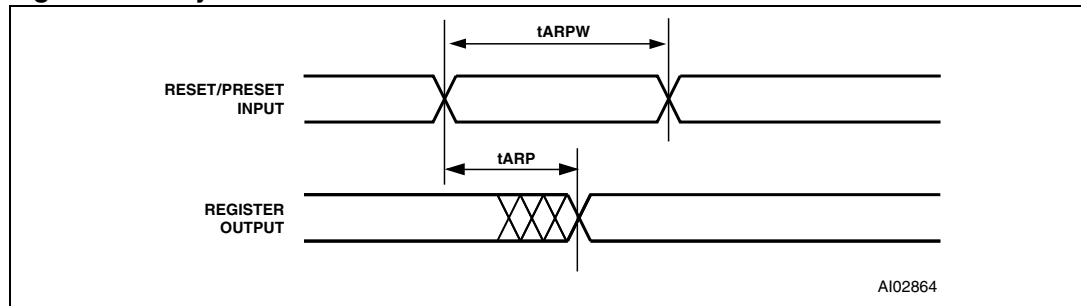 tARPW
RESET/PRESET
INPUT
tARP
REGISTER
OUTPUT
AI02864